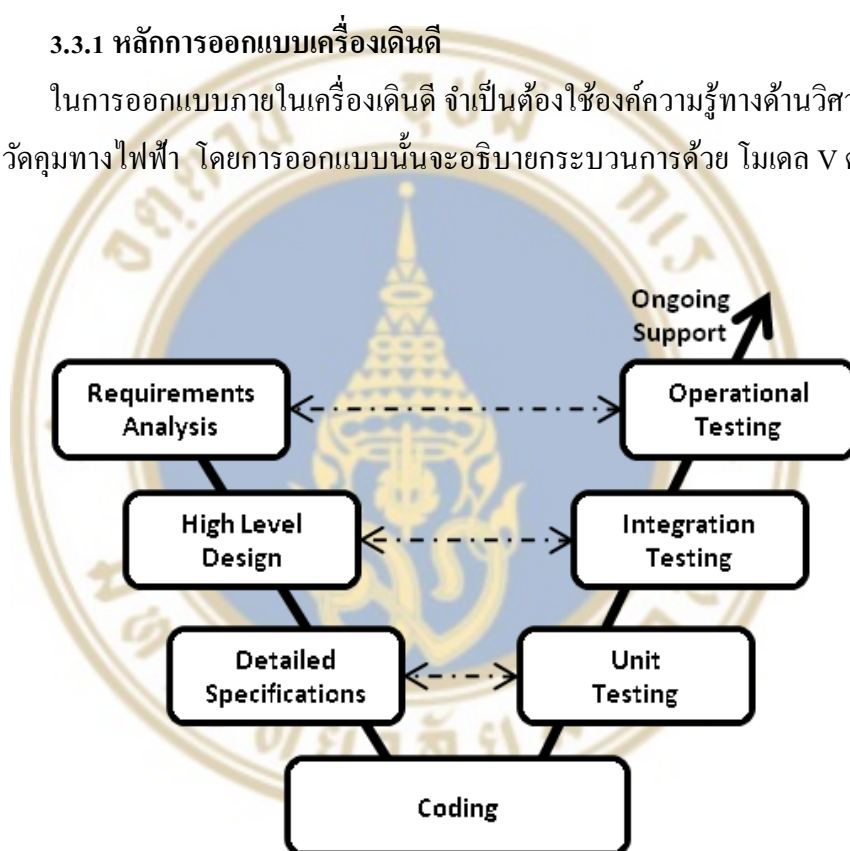 3.3.1 หลักการออกแบบเครื่องเดินดี
ในการออกแบบภายในเครื่องเดินดี จำเป็นต้องใช้องค์ความรู้ทางด้านวิศว
วัดคุมทางไฟฟ้า โดยการออกแบบนั้นจะอธิบายกระบวนการด้วย โมเดล V
Ongoing
Support
Requirements
Analysis
Operational
Testing
High Level
Design
Integration
Testing
Detailed
Specifications
Unit
Testing
Coding